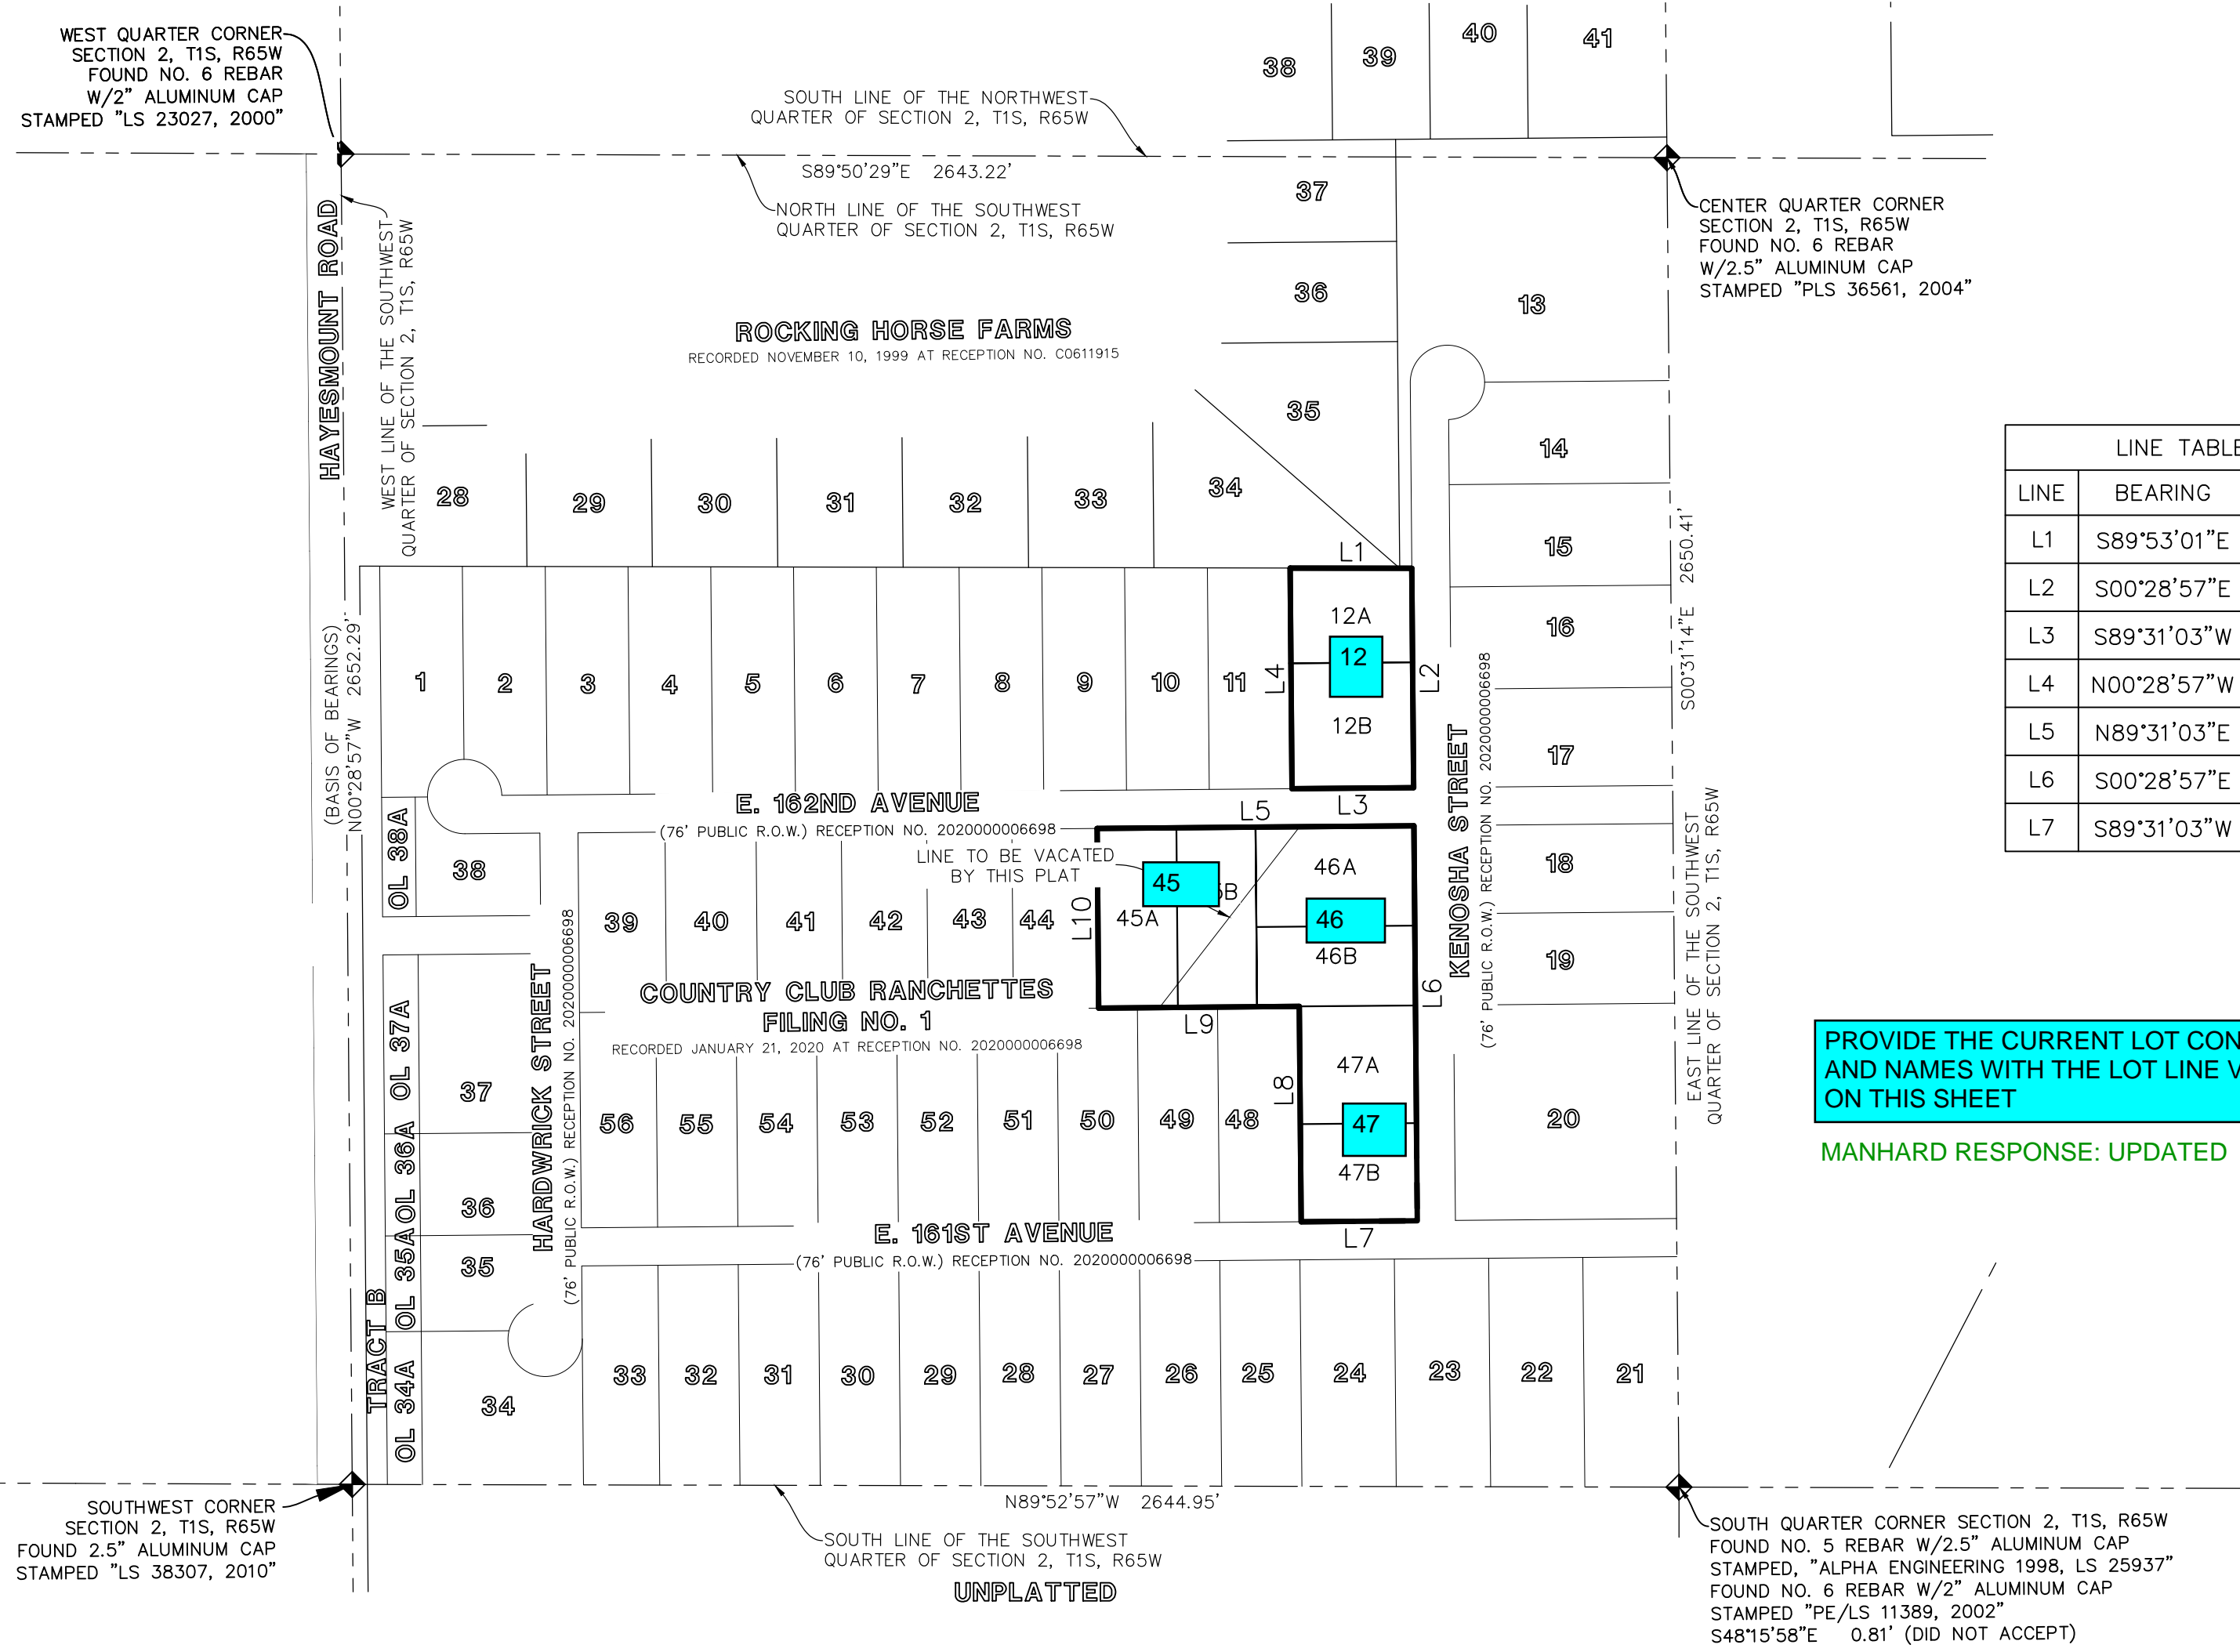 WEST QUARTER CORNER
SECTION 2, T1S, R65W
FOUND NO. 6 REBAR
W/2" ALUMINUM CAP
STAMPED "LS 23027, 2000"
SOUTH LINE OF THE NORTHWEST
QUARTER OF SECTION 2, T1S, R65W
38
39
40
41
S89°50'29"E 2643.22'
NORTH LINE OF THE SOUTHWEST
QUARTER OF SECTION 2, T1S, R65W
CENTER QUARTER CORNER
SECTION 2, T1S, R65W
FOUND NO. 6 REBAR
W/2.5" ALUMINUM CAP
STAMPED "PLS 36561, 2004"
HAYESMOUNT ROAD
WEST LINE OF THE SOUTHWEST
QUARTER OF SECTION 2, T1S, R65W
ROCKING HORSE FARMS
RECORDED NOVEMBER 10, 1999 AT RECEPTION NO. C0611915
37
36
35
13
14
15
16
17
18
19
20
28
29
30
31
32
33
34
LINE TABLE
LINE BEARING
L1 S89°53'01"E
L2 S00°28'57"E
L3 S89°31'03"W
L4 N00°28'57"W
L5 N89°31'03"E
L6 S00°28'57"E
L7 S89°31'03"W
(BASIS OF BEARINGS)
N00°28'57"W 2652.29'
1
2
3
4
5
6
7
8
9
10
11
L1
12A
12
12B
L4
L2
L3
L5
S00°31'14"E 2650.41'
EAST LINE OF THE SOUTHWEST
QUARTER OF SECTION 2, T1S, R65W
KENOSHA STREET
(76' PUBLIC R.O.W.) RECEPTION NO. 2020000006698
E. 162ND AVENUE
(76' PUBLIC R.O.W.) RECEPTION NO. 2020000006698
LINE TO BE VACATED
BY THIS PLAT
OL 38A
38
39
40
41
42
43
44
L10
45
45A
5B
46A
46
46B
L6
L9
COUNTRY CLUB RANCHETTES
FILING NO. 1
RECORDED JANUARY 21, 2020 AT RECEPTION NO. 2020000006698
HARDWRICK STREET
(76' PUBLIC R.O.W.) RECEPTION NO. 2020000006698
OL 37A
OL 36A
OL 35A
OL 34A
TRACT B
37
36
35
34
56
55
54
53
52
51
50
49
48
L8
47A
47
47B
L7
PROVIDE THE CURRENT LOT CON
AND NAMES WITH THE LOT LINE V
ON THIS SHEET
MANHARD RESPONSE: UPDATED
E. 161ST AVENUE
(76' PUBLIC R.O.W.) RECEPTION NO. 2020000006698
33
32
31
30
29
28
27
26
25
24
23
22
21
N89°52'57"W 2644.95'
SOUTHWEST CORNER
SECTION 2, T1S, R65W
FOUND 2.5" ALUMINUM CAP
STAMPED "LS 38307, 2010"
SOUTH LINE OF THE SOUTHWEST
QUARTER OF SECTION 2, T1S, R65W
UNPLATTED
SOUTH QUARTER CORNER SECTION 2, T1S, R65W
FOUND NO. 5 REBAR W/2.5" ALUMINUM CAP
STAMPED, "ALPHA ENGINEERING 1998, LS 25937"
FOUND NO. 6 REBAR W/2" ALUMINUM CAP
STAMPED "PE/LS 11389, 2002"
S48°15'58"E 0.81' (DID NOT ACCEPT)